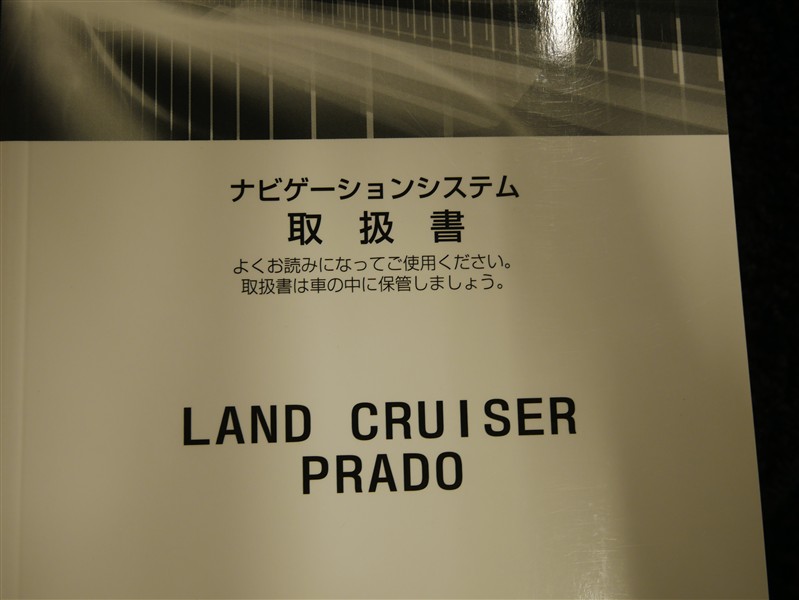 ナビゲーションシステム
取扱書
よくお読みになってご使用ください。
取扱書は車の中に保管しましょう。
LAND CRUISER
PRADO